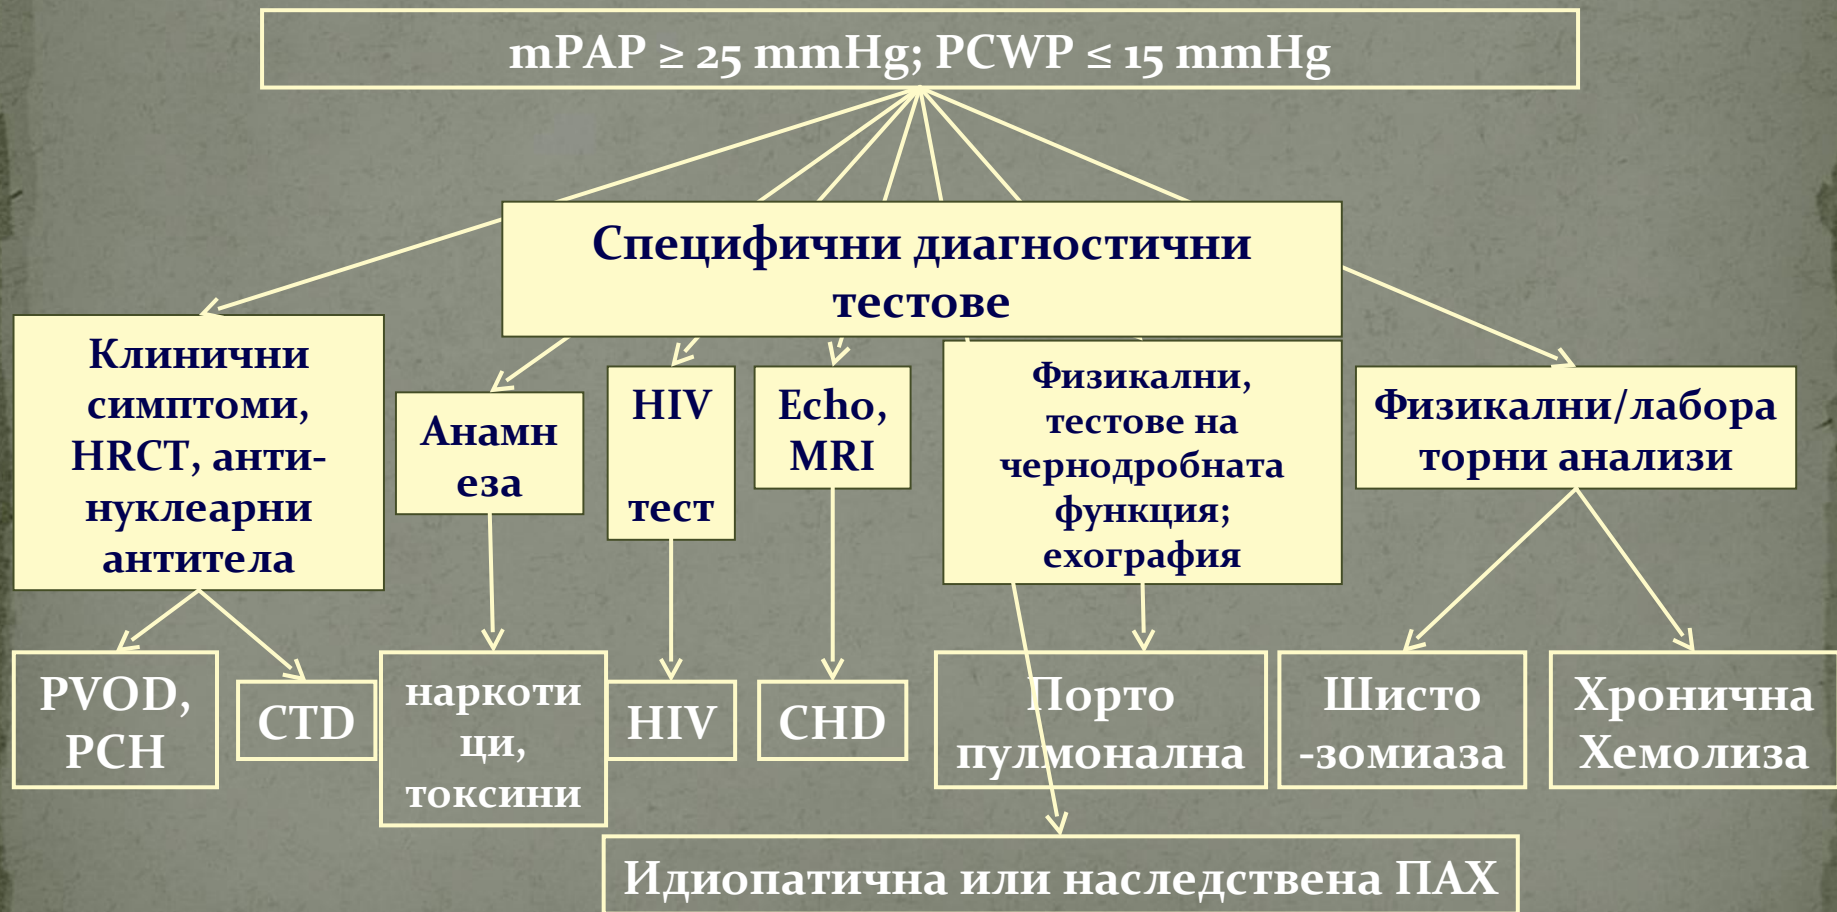 mPAP ≥ 25 mmHg; PCWP ≤ 15 mmHg
Специфични диагностични
тестове
Клинични
симптоми,
HRCT, анти-
нуклеарни
антитела
Анамн
еза
HIV
тест
Echo,
MRI
Физикални,
тестове на
чернодробната
функция;
ехография
Физикални/лабора
торни анализи
PVOD,
PCH
CTD
наркоти
ци,
токсини
HIV
CHD
Порто
пулмонална
Шисто
-зомиаза
Хронична
Хемолиза
Идиопатична или наследствена ПАХ